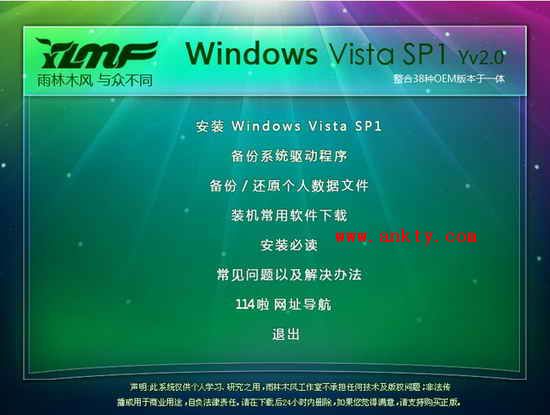 YLMF
雨林木风 与众不同
Windows Vista SP1 Yv2.0
整合38种OEM版本于一体
安装 Windows Vista SP1
备份系统驱动程序
备份 / 还原个人数据文件
装机常用软件下载
安装必读
www.ankty.com
常见问题以及解决办法
114啦 网址导航
退出
声明:此系统仅供个人学习、研究之用,雨林木风工作室不承担任何技术及版权问题;非法传
播或用于商业用途,自负法律责任。请在下载后24小时内删除,如果您觉得满意,请支持购买正版.